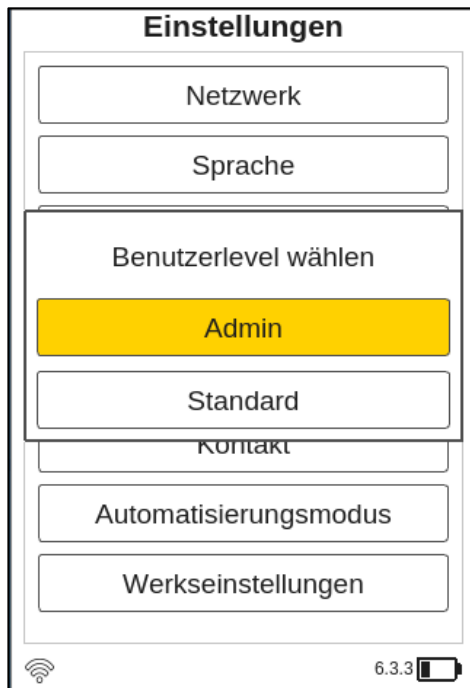 Einstellungen
Netzwerk
Sprache
Benutzerlevel wählen
Admin
Standard
Kontakt
Automatisierungsmodus
Werkseinstellungen
6.3.3